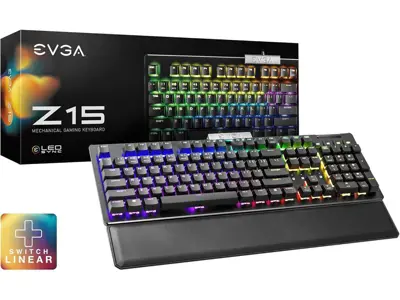 EVGA
Z15
MECHANICAL GAMING KEYBOARD
LED
SYNC
SWITCH
LINEAR